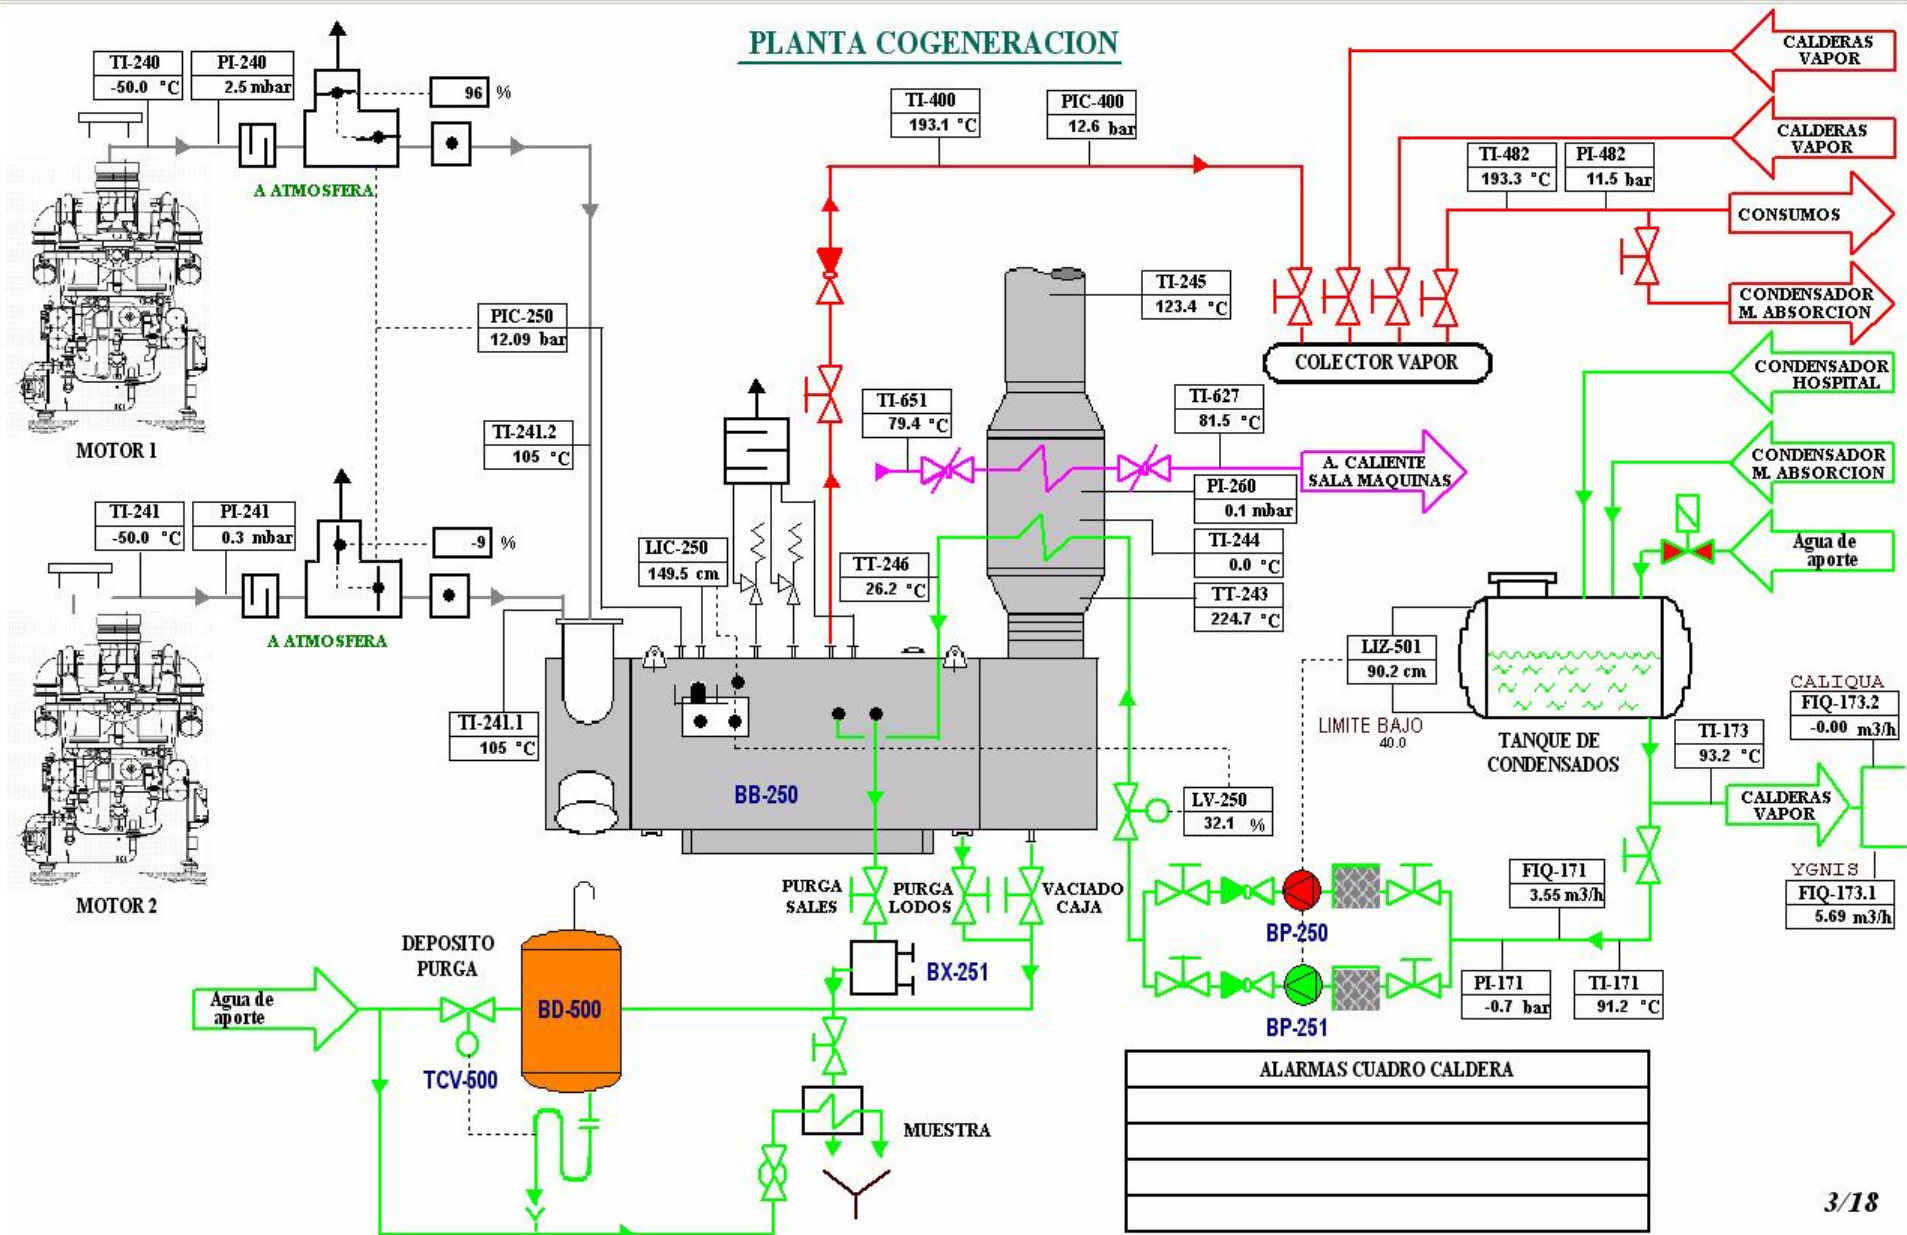 PLANTA COGENERACION
TI-240
-50.0 °C
PI-240
2.5 mbar
96 %
A ATMOSFERA
MOTOR 1
TI-241
-50.0 °C
PI-241
0.3 mbar
-9 %
A ATMOSFERA
MOTOR 2
PIC-250
12.09 bar
TI-241.2
105 °C
TI-241.1
105 °C
LIC-250
149.5 cm
TI-400
193.1 °C
PIC-400
12.6 bar
TI-245
123.4 °C
TI-651
79.4 °C
TI-627
81.5 °C
A. CALIENTE
SALA MAQUINAS
PI-260
0.1 mbar
TI-244
0.0 °C
TT-246
26.2 °C
TT-243
224.7 °C
BB-250
LV-250
32.1 %
CALDERAS
VAPOR
CALDERAS
VAPOR
TI-482
193.3 °C
PI-482
11.5 bar
CONSUMOS
CONDENSADOR
M. ABSORCION
COLECTOR VAPOR
CONDENSADOR
HOSPITAL
CONDENSADOR
M. ABSORCION
Agua de
aporte
LIZ-501
90.2 cm
LIMITE BAJO
40.0
TANQUE DE
CONDENSADOS
TI-173
93.2 °C
CALIQUA
FIQ-173.2
-0.00 m3/h
CALDERAS
VAPOR
YGNIS
FIQ-173.1
5.69 m3/h
FIQ-171
3.55 m3/h
PI-171
-0.7 bar
TI-171
91.2 °C
BP-250
BP-251
PURGA
SALES
PURGA
LODOS
VACIADO
CAJA
BX-251
DEPOSITO
PURGA
BD-500
Agua de
aporte
TCV-500
MUESTRA
ALARMAS CUADRO CALDERA
3/18